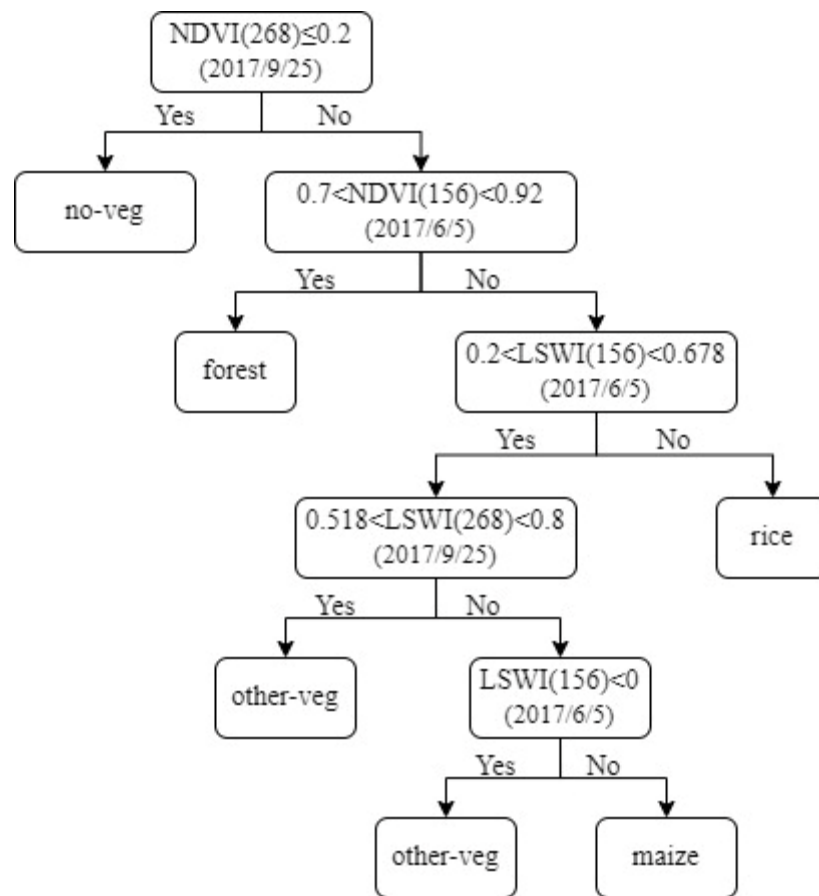 NDVI(268)≤0.2
(2017/9/25)
Yes
No
no-veg
0.7<NDVI(156)<0.92
(2017/6/5)
Yes
No
forest
0.2<LSWI(156)<0.678
(2017/6/5)
Yes
No
0.518<LSWI(268)<0.8
(2017/9/25)
rice
Yes
No
other-veg
LSWI(156)<0
(2017/6/5)
Yes
No
other-veg
maize